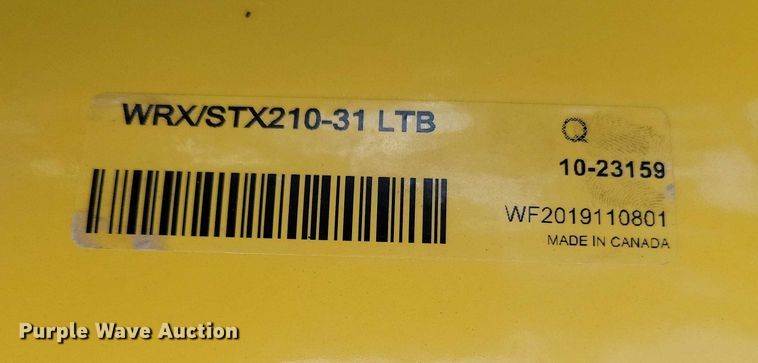 WRX/STX210-31 LTB
Q
10-23159
WF2019110801
MADE IN CANADA
Purple Wave Auction